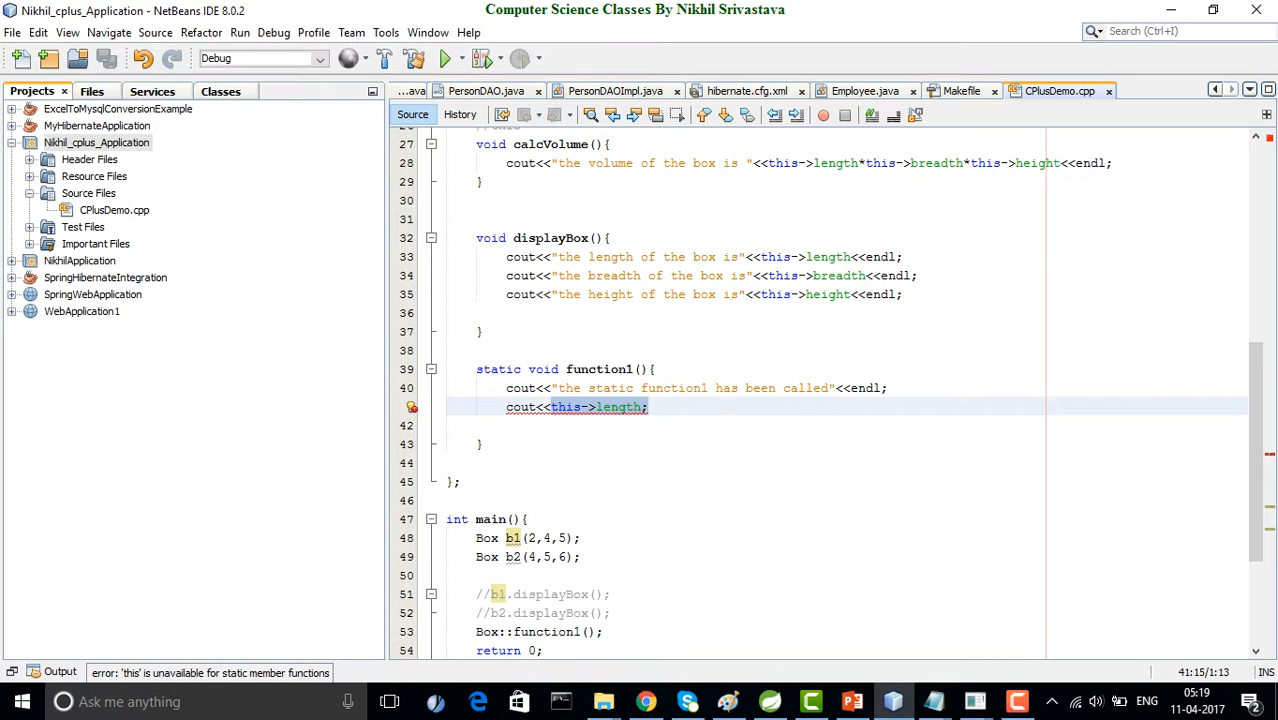 Nikhil_cplus_Application - NetBeans IDE 8.0.2
Computer Science Classes By Nikhil Srivastava
File Edit View Navigate Source Refactor Run Debug Profile Team Tools Window Help
Search (Ctrl+I)
Debug
Projects Files Services Classes
...ava PersonDAO.java PersonDAOImpl.java hibernate.cfg.xml Employee.java Makefile CPlusDemo.cpp
Source History
ExcelToMysqlConversionExample
MyHibernateApplication
Nikhil_cplus_Application
Header Files
Resource Files
Source Files
CPlusDemo.cpp
Test Files
Important Files
NikhilApplication
SpringHibernateIntegration
SpringWebApplication
WebApplication1
27 void calcVolume(){
28 cout<<"the volume of the box is "<<this->length*this->breadth*this->height<<endl;
29 }
30
31
32 void displayBox(){
33 cout<<"the length of the box is"<<this->length<<endl;
34 cout<<"the breadth of the box is"<<this->breadth<<endl;
35 cout<<"the height of the box is"<<this->height<<endl;
36
37 }
38
39 static void function1(){
40 cout<<"the static function1 has been called"<<endl;
cout<<this->length;
42
43 }
44
45 };
46
47 int main(){
48 Box b1(2,4,5);
49 Box b2(4,5,6);
50
51 //b1.displayBox();
52 //b2.displayBox();
53 Box::function1();
54 return 0;
Output error: 'this' is unavailable for static member functions
41:15/1:13 INS
Ask me anything
ENG
05:19
11-04-2017
2